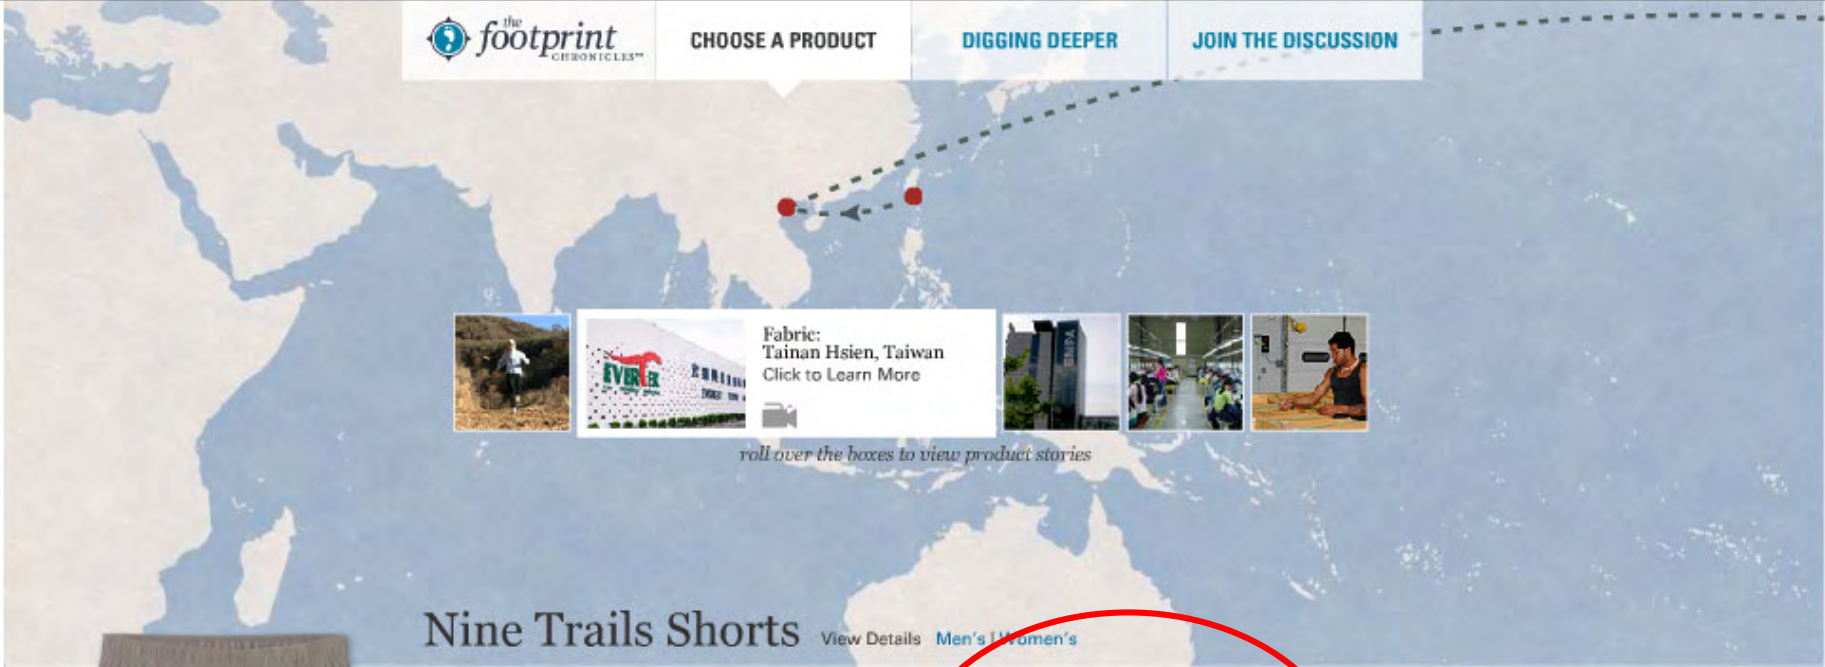 the
footprint
CHRONICLES™
CHOOSE A PRODUCT
DIGGING DEEPER
JOIN THE DISCUSSION
Fabric:
Tainan Hsien, Taiwan
Click to Learn More
EVERTEX
EMPA
roll over the boxes to view product stories
Nine Trails Shorts View Details Men's | Women's